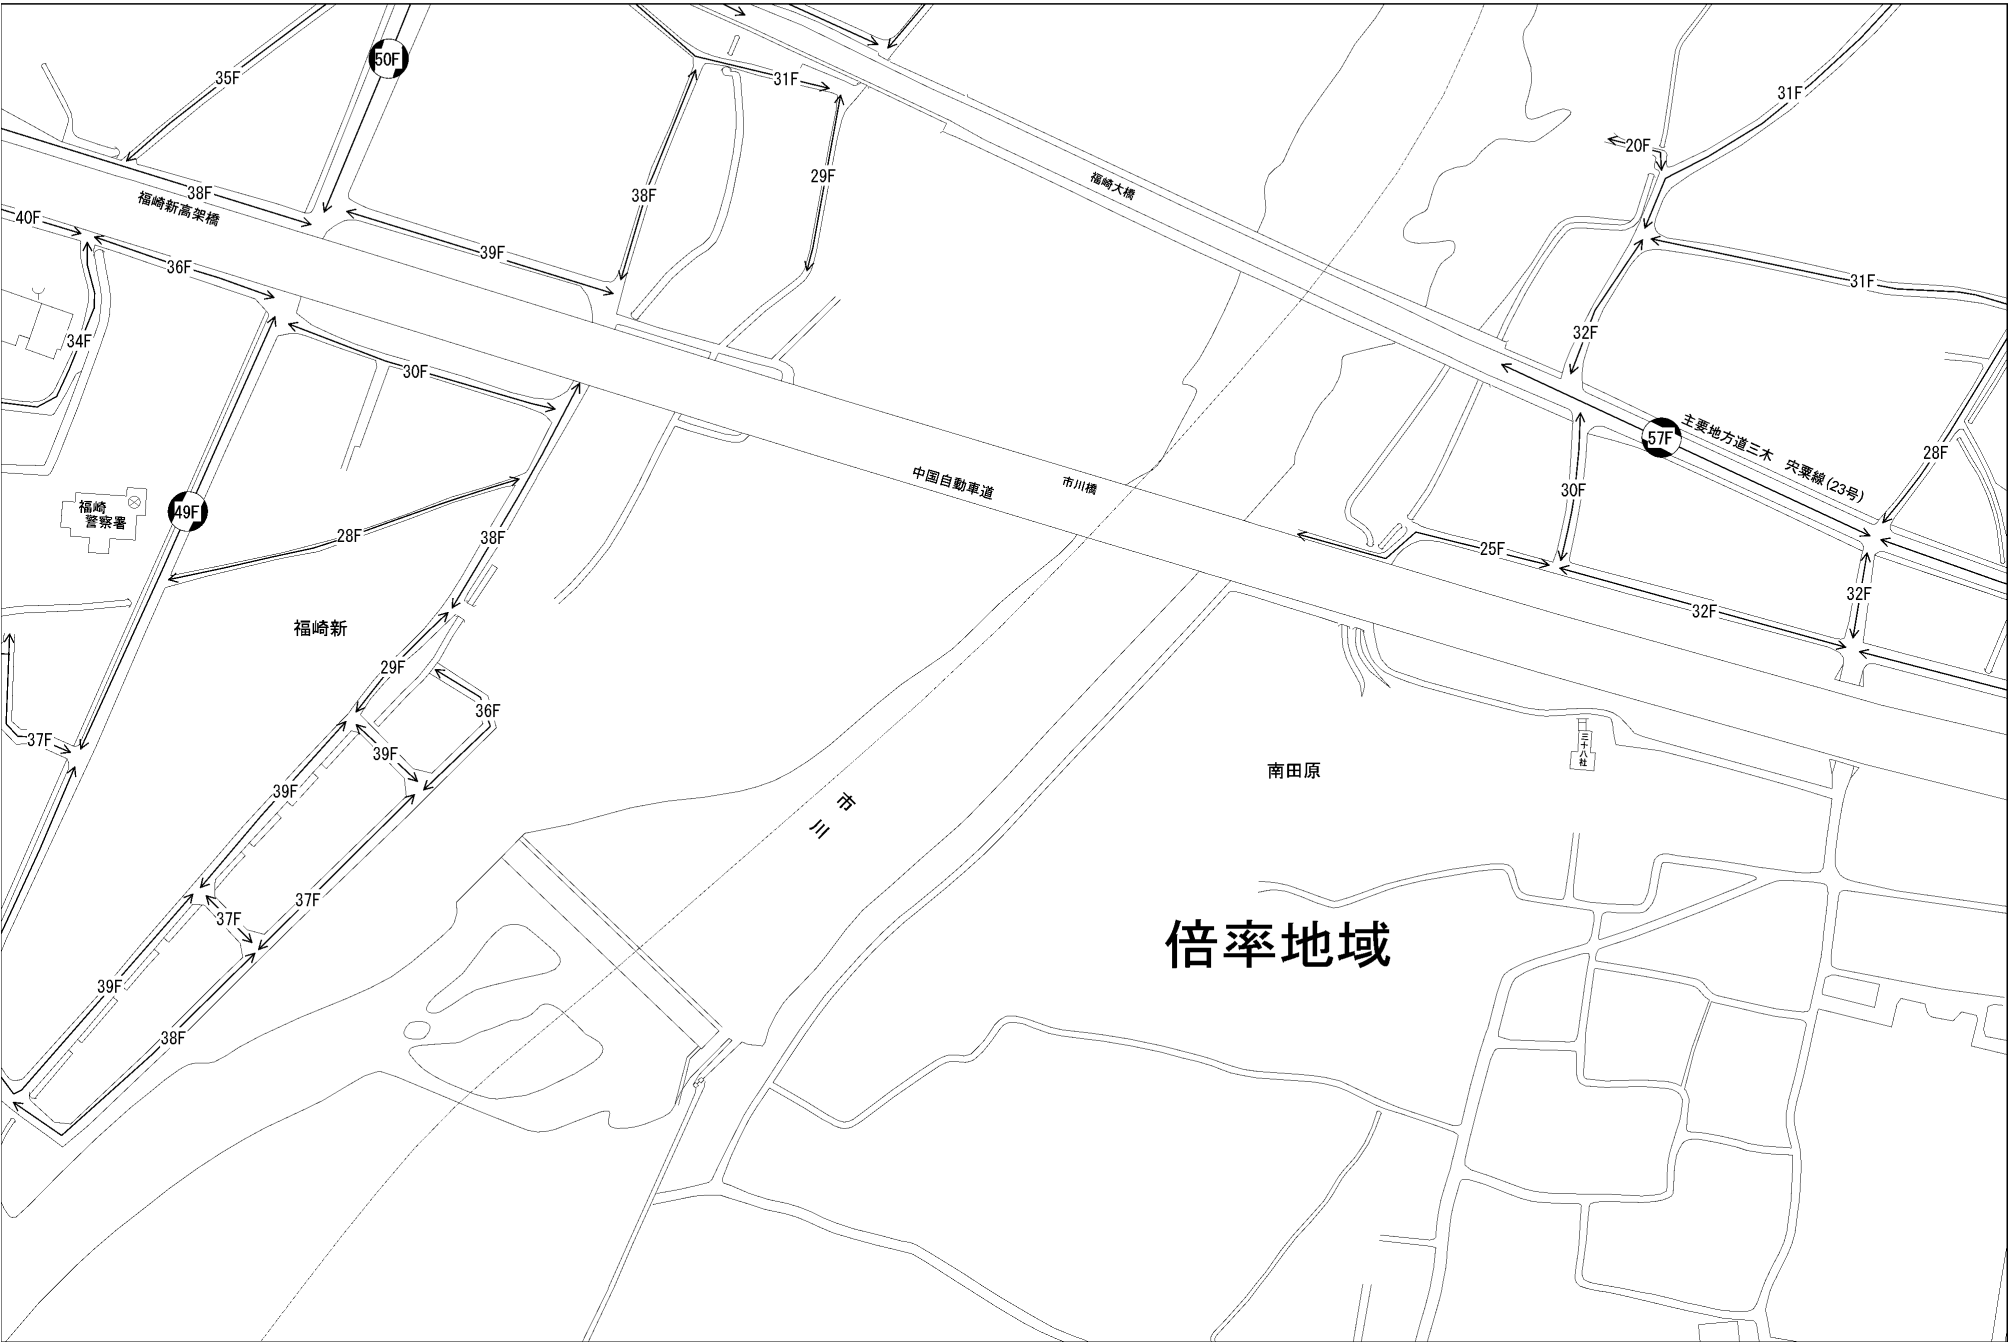 50F
35F
31F
31F
20F
29F
38F
38F
福崎新高架橋
福崎大橋
40F
39F
36F
31F
34F
32F
30F
主要地方道三木　宍粟線(23号)
57F
28F
中国自動車道
市川橋
30F
福崎
警察署
49F
28F
38F
25F
32F
32F
福崎新
29F
36F
37F
39F
三十八社
南田原
39F
市川
37F
37F
倍率地域
39F
38F